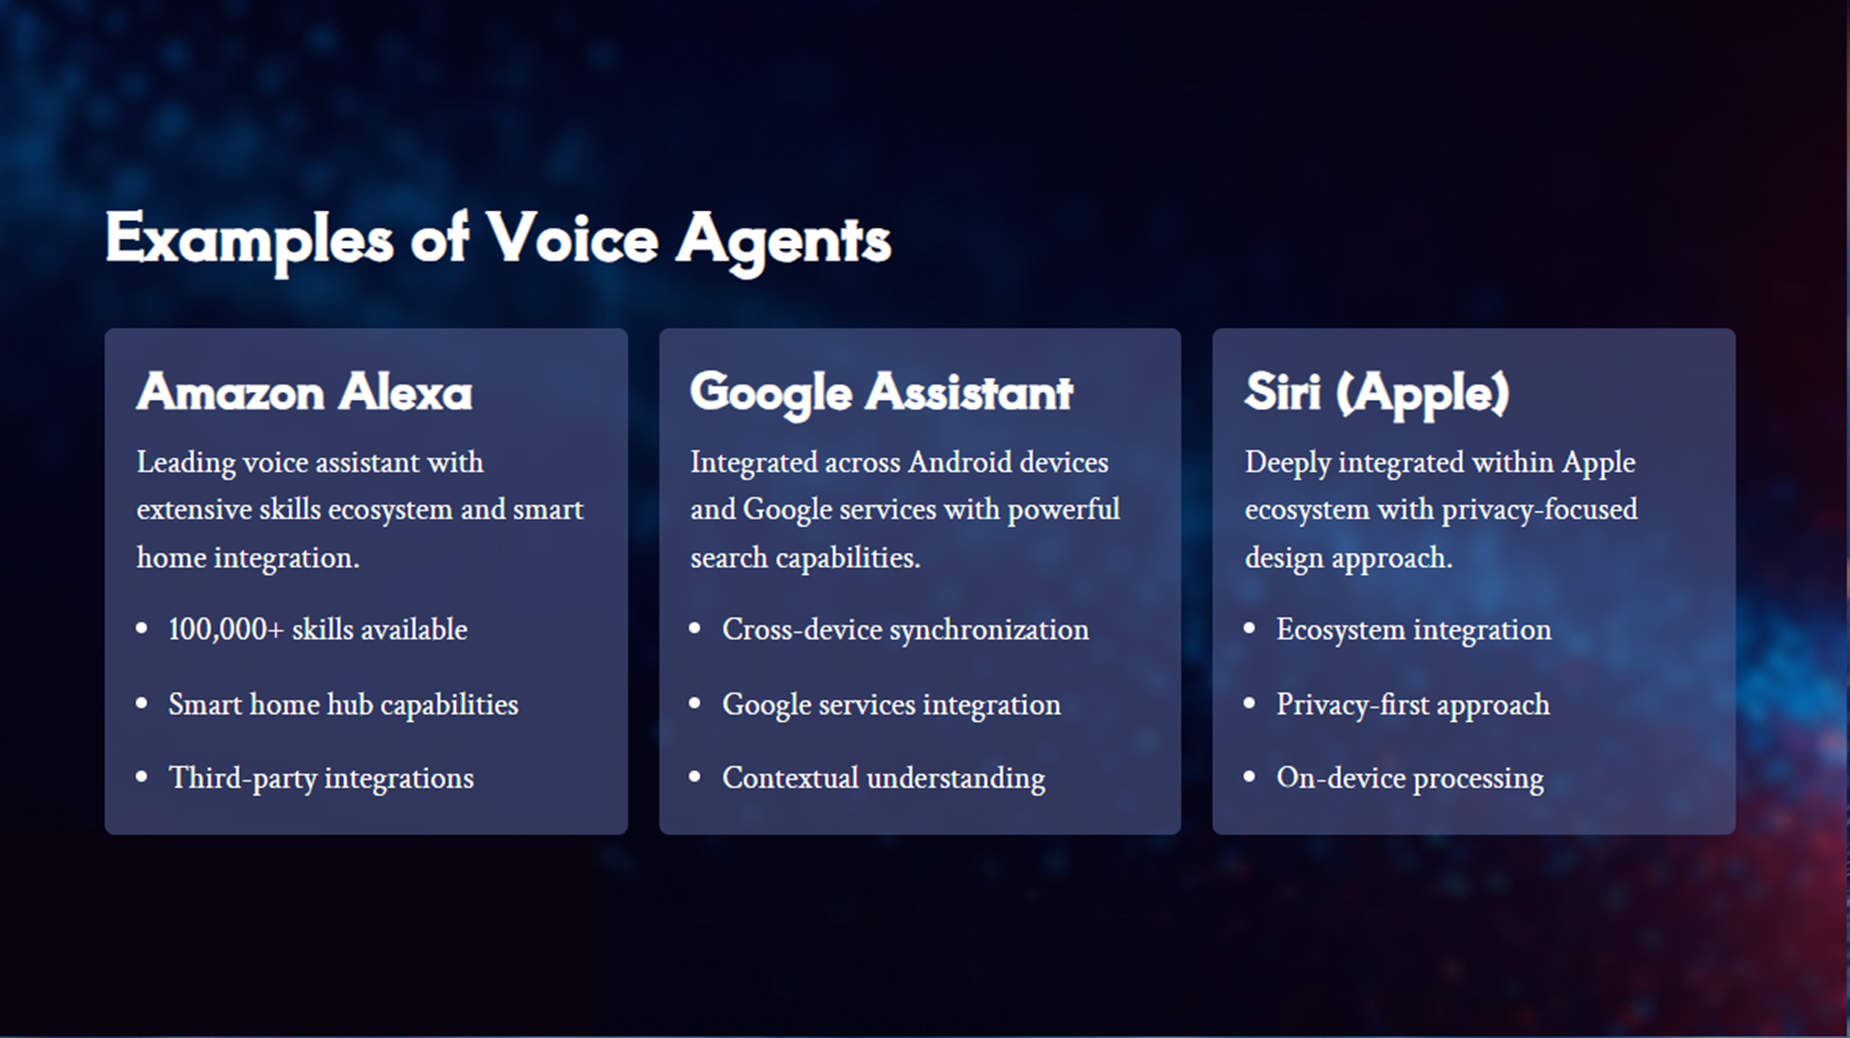 Examples of Voice Agents
Amazon Alexa
Leading voice assistant with
extensive skills ecosystem and smart
home integration.
• 100,000+ skills available
• Smart home hub capabilities
• Third-party integrations
Google Assistant
Integrated across Android devices
and Google services with powerful
search capabilities.
• Cross-device synchronization
• Google services integration
• Contextual understanding
Siri (Apple)
Deeply integrated within Apple
ecosystem with privacy-focused
design approach.
• Ecosystem integration
• Privacy-first approach
• On-device processing